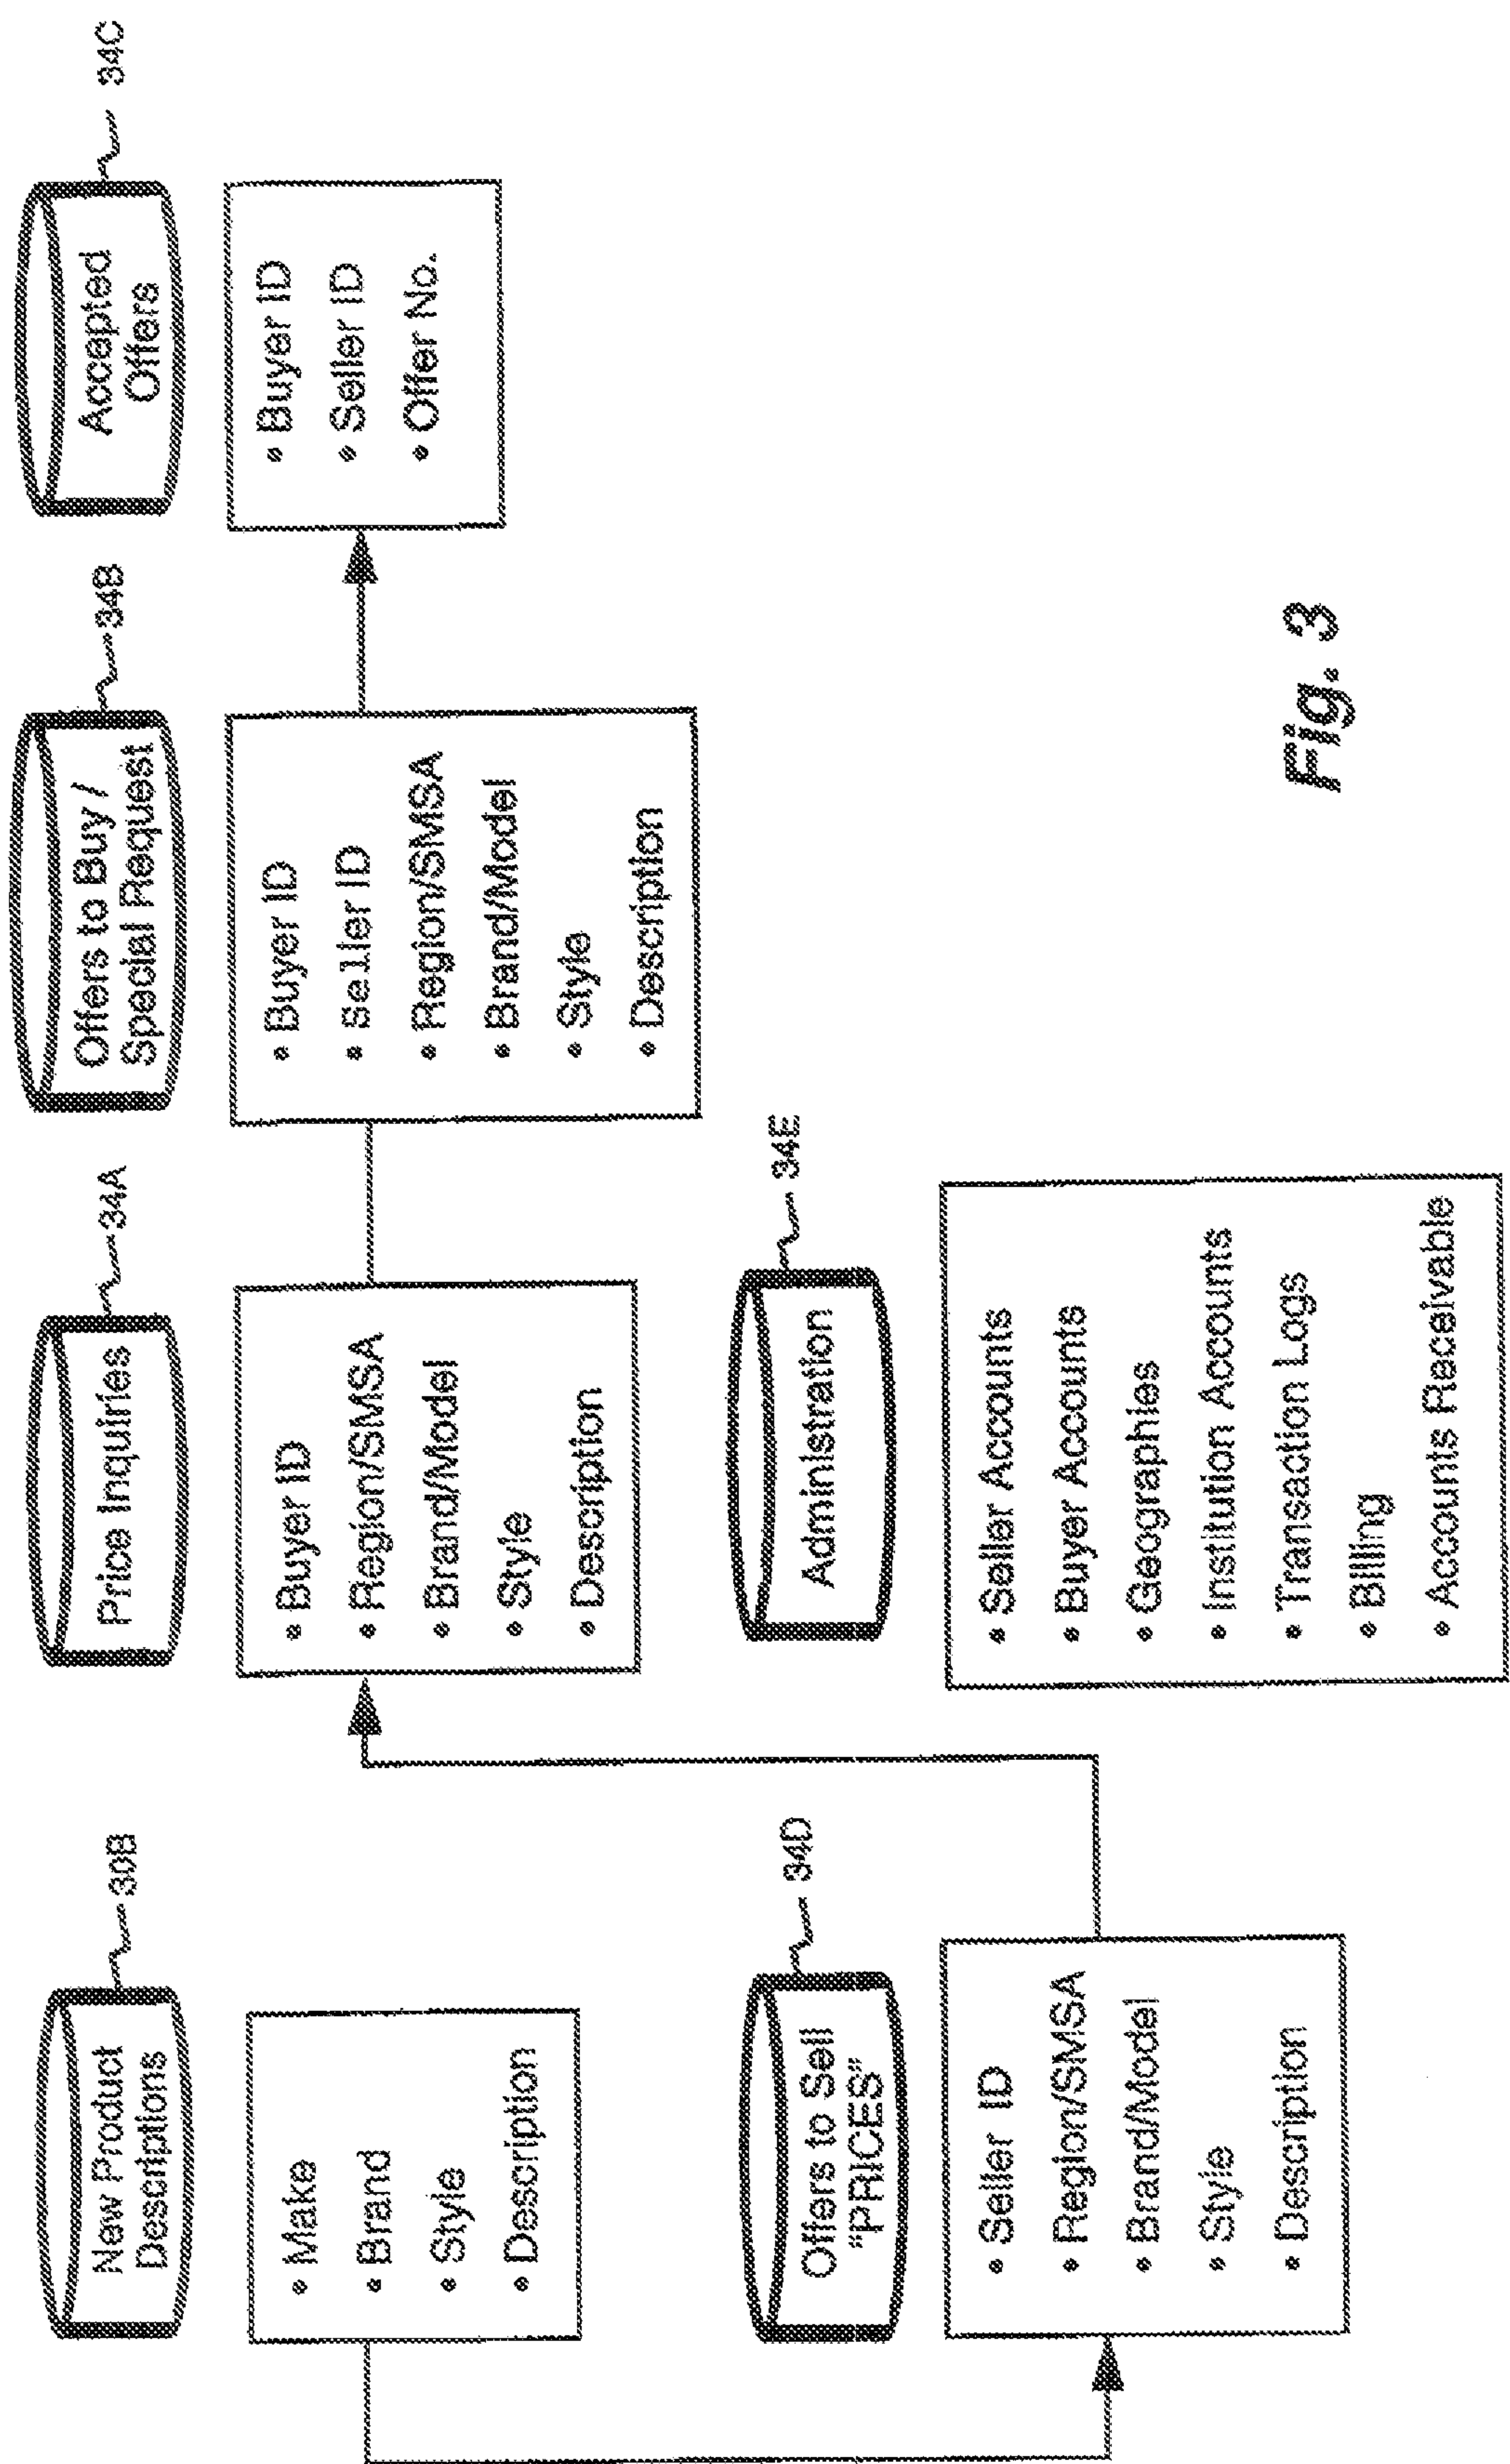 New Product
Descriptions
30B
• Make
• Brand
• Style
• Description
Price Inquiries
34A
• Buyer ID
• Region/SMSA
• Brand/Model
• Style
• Description
Offers to Buy /
Special Request
34B
• Buyer ID
• Seller ID
• Region/SMSA
• Brand/Model
• Style
• Description
Accepted
Offers
34C
• Buyer ID
• Seller ID
• Offer No.
Offers to Sell
"PRICES"
34D
• Seller ID
• Region/SMSA
• Brand/Model
• Style
• Description
Administration
34E
• Seller Accounts
• Buyer Accounts
• Geographies
• Institution Accounts
• Transaction Logs
• Billing
• Accounts Receivable
Fig. 3